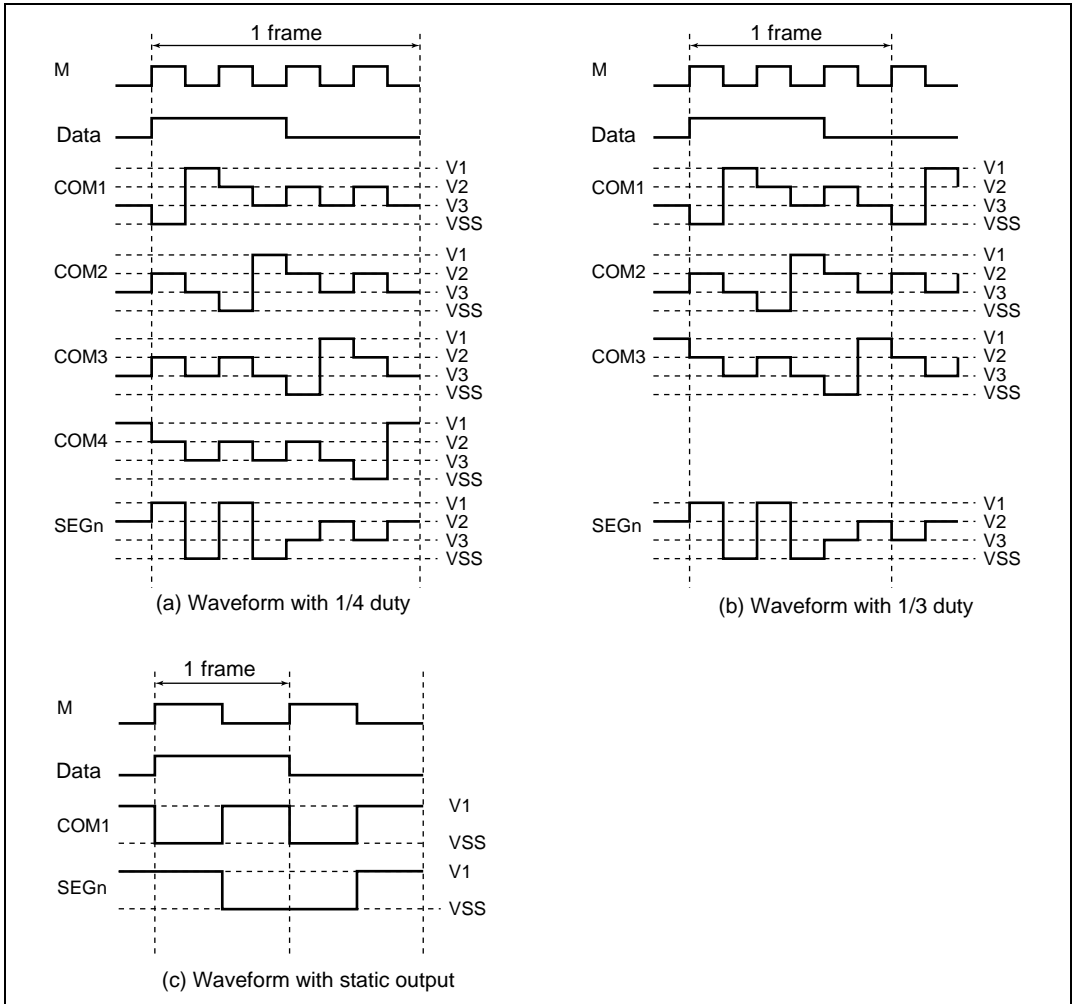 1 frame
M
Data
COM1
V1
V2
V3
VSS
COM2
V1
V2
V3
VSS
COM3
V1
V2
V3
VSS
COM4
V1
V2
V3
VSS
SEGn
V1
V2
V3
VSS
(a) Waveform with 1/4 duty
1 frame
M
Data
COM1
V1
V2
V3
VSS
COM2
V1
V2
V3
VSS
COM3
V1
V2
V3
VSS
SEGn
V1
V2
V3
VSS
(b) Waveform with 1/3 duty
1 frame
M
Data
COM1
V1
VSS
SEGn
V1
VSS
(c) Waveform with static output